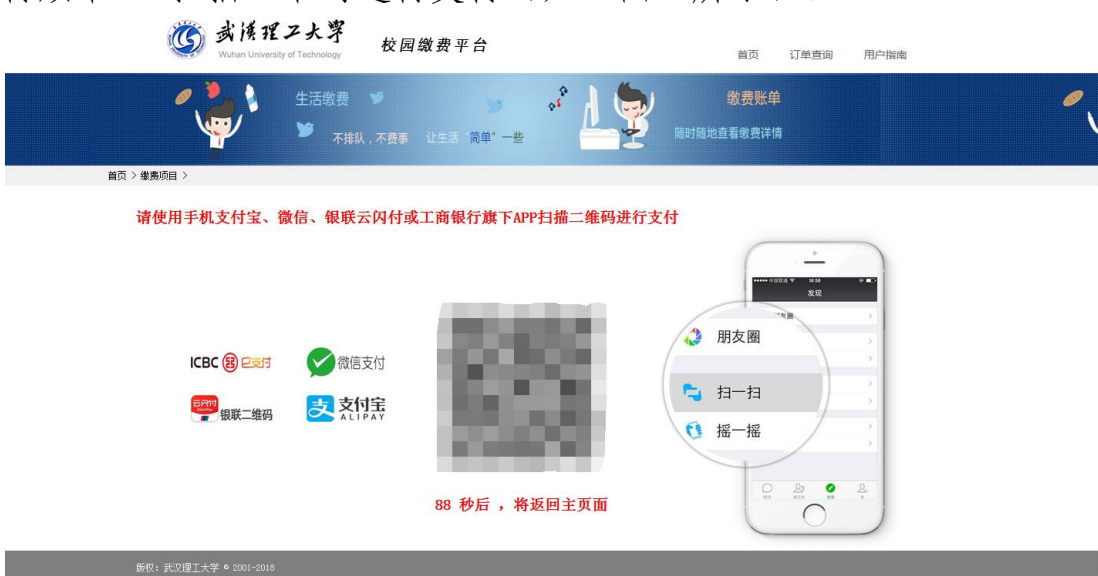 武汉理工大学
Wuhan University of Technology
校园缴费平台
首页 订单查询 用户指南
生活缴费
不排队，不费事 让生活“简单”一些
缴费账单
随时随地查看缴费详情
首页 > 缴费项目 >
请使用手机支付宝、微信、银联云闪付或工商银行旗下APP扫描二维码进行支付
ICBC 已支付
微信支付
云闪付
银联二维码
支付宝
ALIPAY
88 秒后 ，将返回主页面
发现
朋友圈
扫一扫
摇一摇
版权：武汉理工大学 © 2001-2018